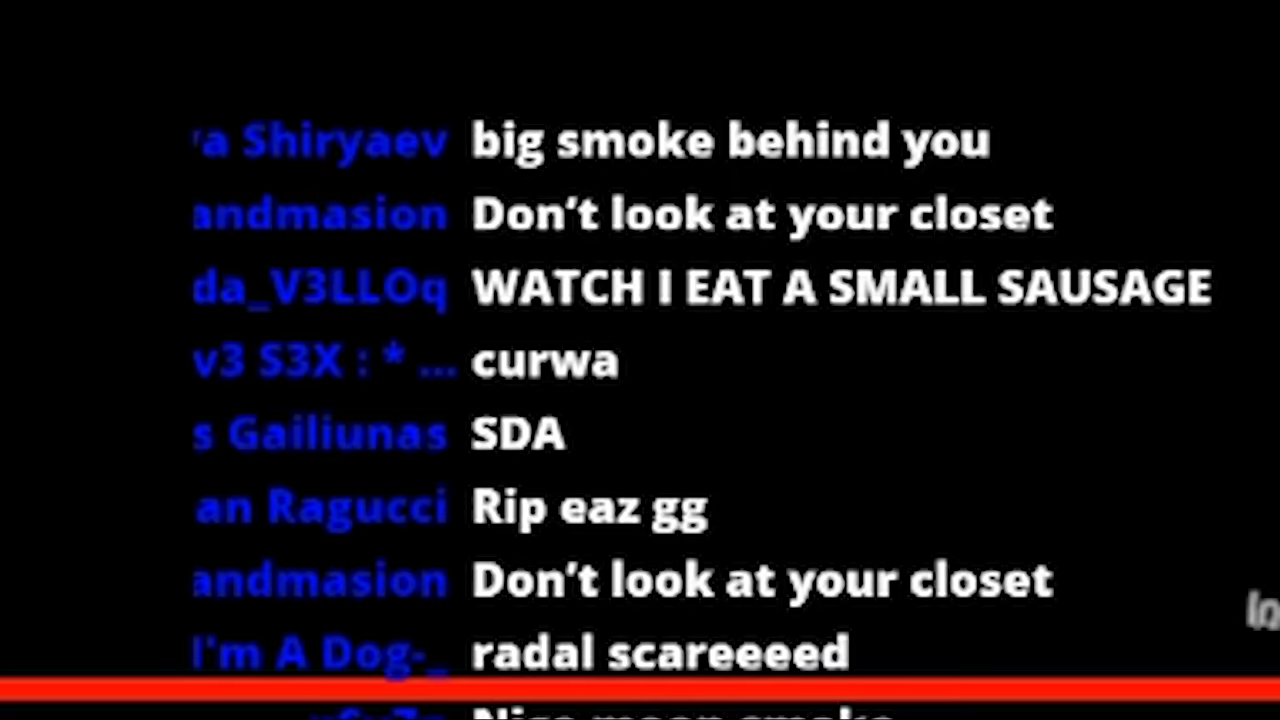 a Shiryaev big smoke behind you
andmasion Don't look at your closet
da_V3LLOq WATCH I EAT A SMALL SAUSAGE
v3 S3X : * ... curwa
s Gailiunas SDA
an Ragucci Rip eaz gg
andmasion Don't look at your closet
I'm A Dog-_ radal scareeeed